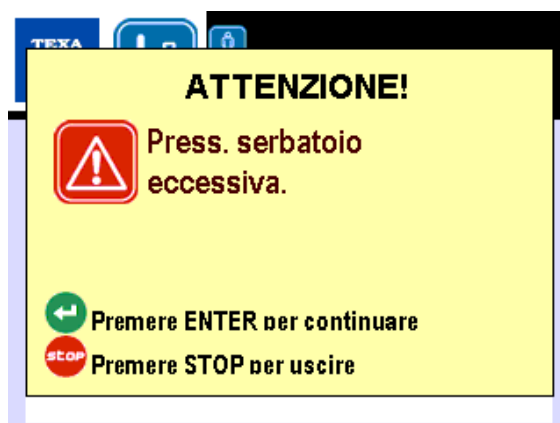 TEXA
ATTENZIONE!
Press. serbatoio
eccessiva.
Premere ENTER per continuare
stop Premere STOP per uscire